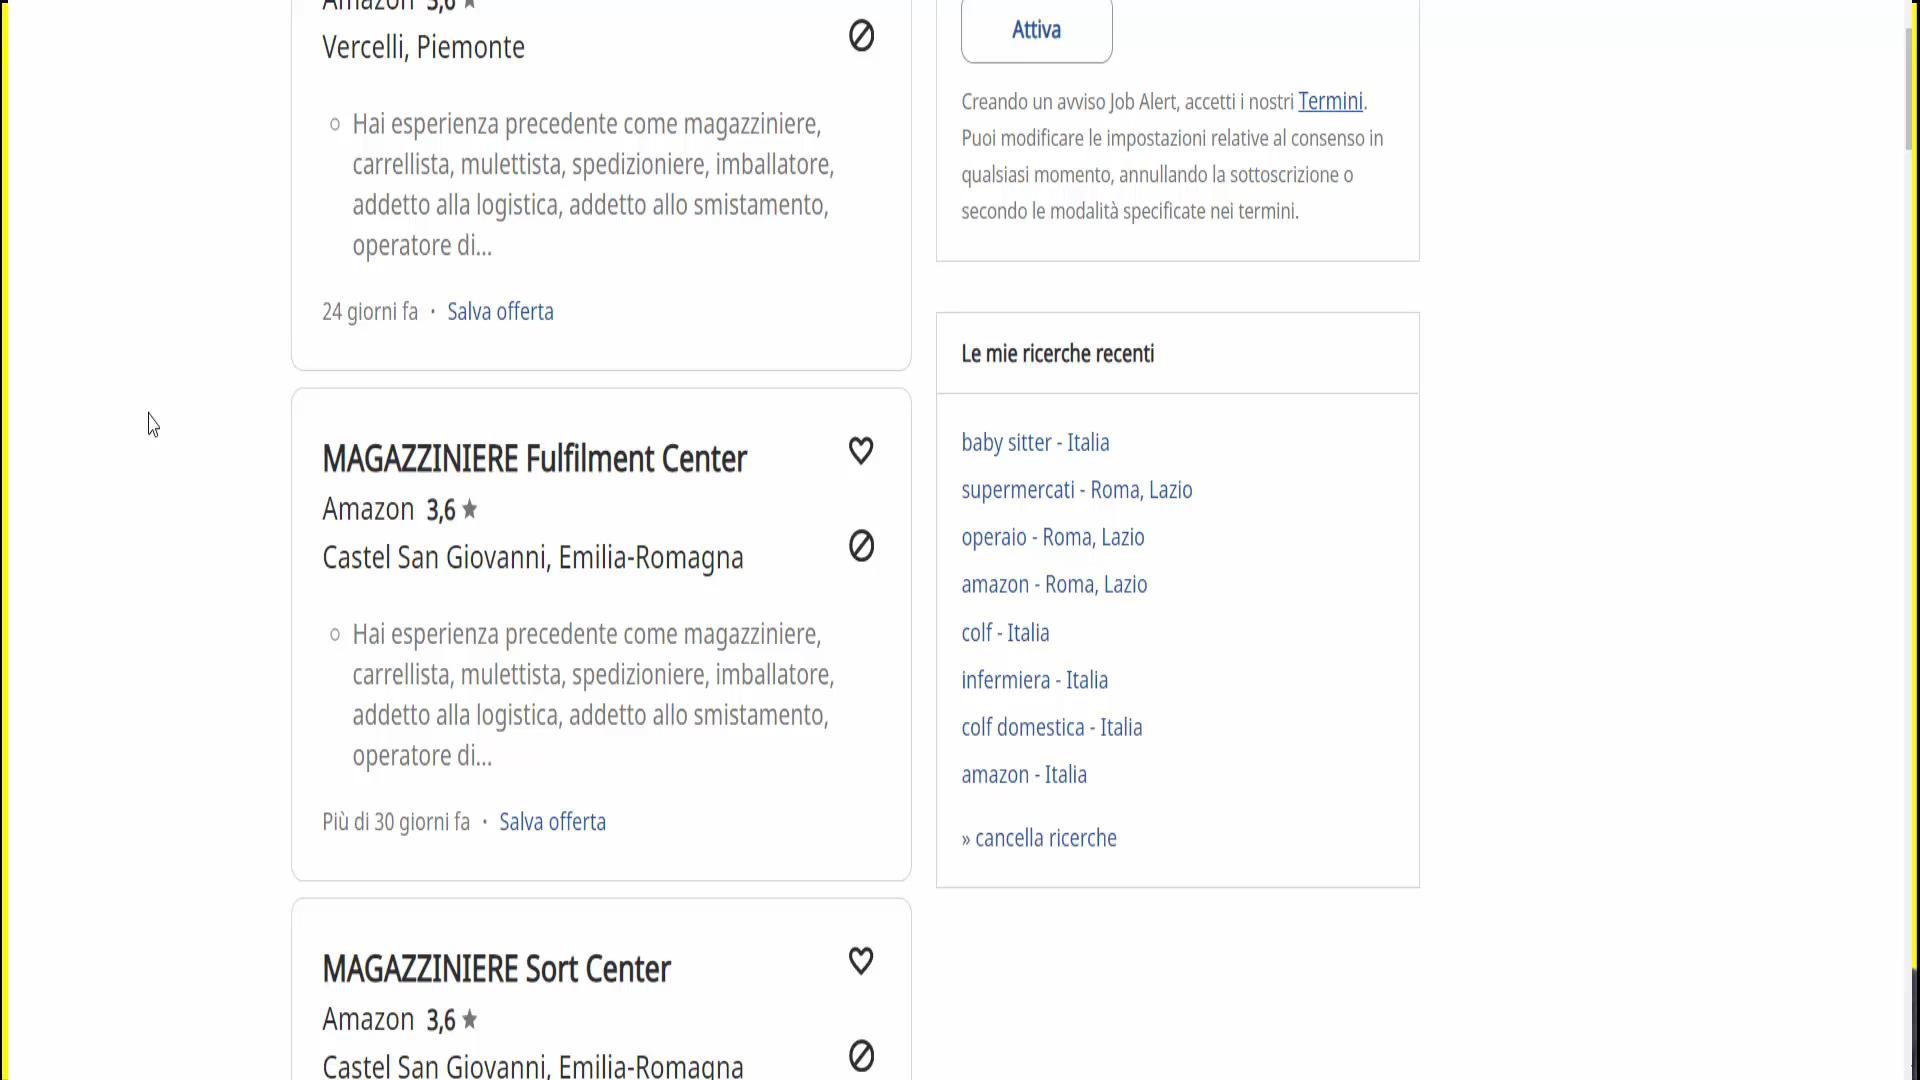 Amazon 3,6
Vercelli, Piemonte
Hai esperienza precedente come magazziniere,
carrellista, mulettista, spedizioniere, imballatore,
addetto alla logistica, addetto allo smistamento,
operatore di...
24 giorni fa · Salva offerta
MAGAZZINIERE Fulfilment Center
Amazon 3,6
Castel San Giovanni, Emilia-Romagna
Hai esperienza precedente come magazziniere,
carrellista, mulettista, spedizioniere, imballatore,
addetto alla logistica, addetto allo smistamento,
operatore di...
Più di 30 giorni fa · Salva offerta
MAGAZZINIERE Sort Center
Amazon 3,6
Castel San Giovanni, Emilia-Romagna
Attiva
Creando un avviso Job Alert, accetti i nostri Termini.
Puoi modificare le impostazioni relative al consenso in
qualsiasi momento, annullando la sottoscrizione o
secondo le modalità specificate nei termini.
Le mie ricerche recenti
baby sitter - Italia
supermercati - Roma, Lazio
operaio - Roma, Lazio
amazon - Roma, Lazio
colf - Italia
infermiera - Italia
colf domestica - Italia
amazon - Italia
» cancella ricerche